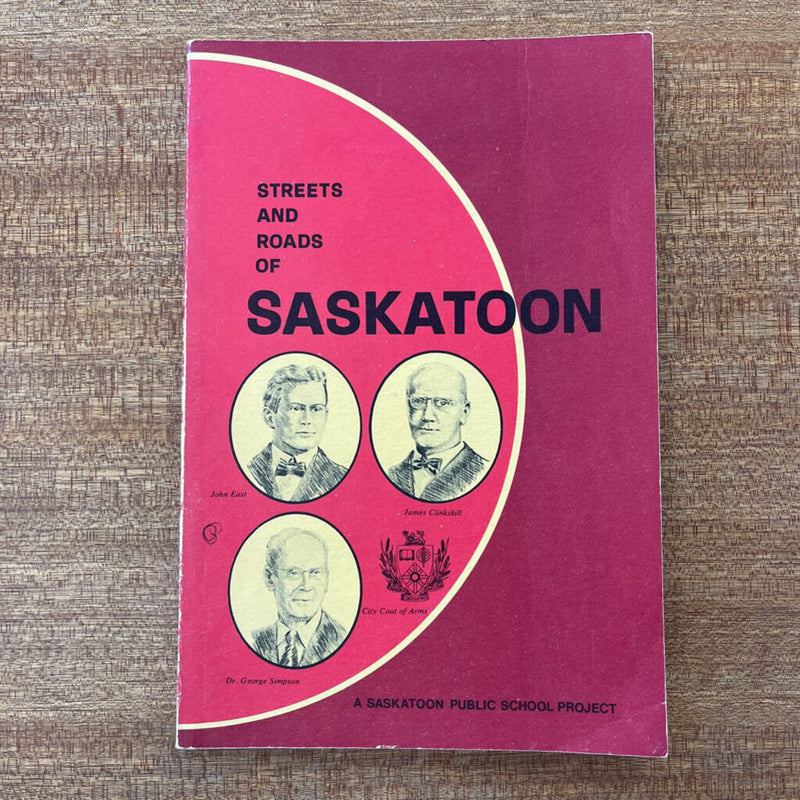 STREETS
AND
ROADS
OF
SASKATOON
John East
James Clinkskill
City Coat of Arms
Dr. George Simpson
A SASKATOON PUBLIC SCHOOL PROJECT